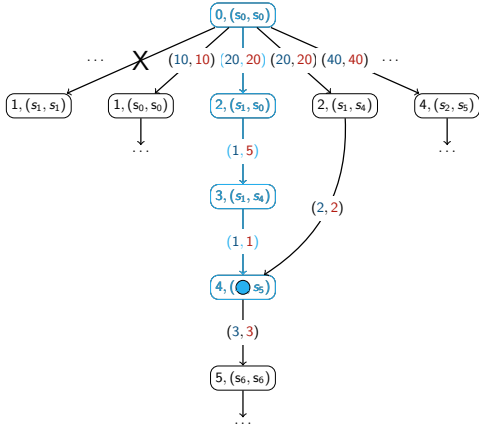 0, (s₀, s₀)
... X (10, 10) (20, 20) (20, 20) (40, 40) ...
1, (s₁, s₁) 1, (s₀, s₀) 2, (s₁, s₀) 2, (s₁, s₄) 4, (s₂, s₅)
... (1, 5) ...
3, (s₁, s₄)
(2, 2)
(1, 1)
4, ( s₅)
(3, 3)
5, (s₆, s₆)
...